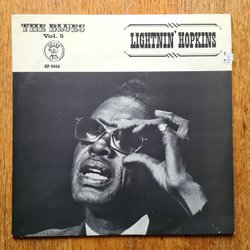 THE BLUES
Vol. 5
LIGHTNIN' HOPKINS